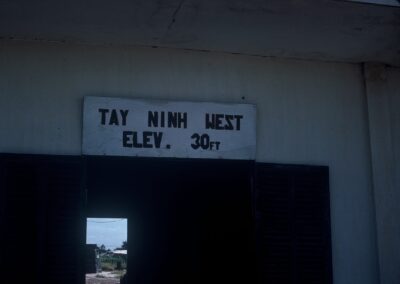 TAY NINH WEST
ELEV. 30FT